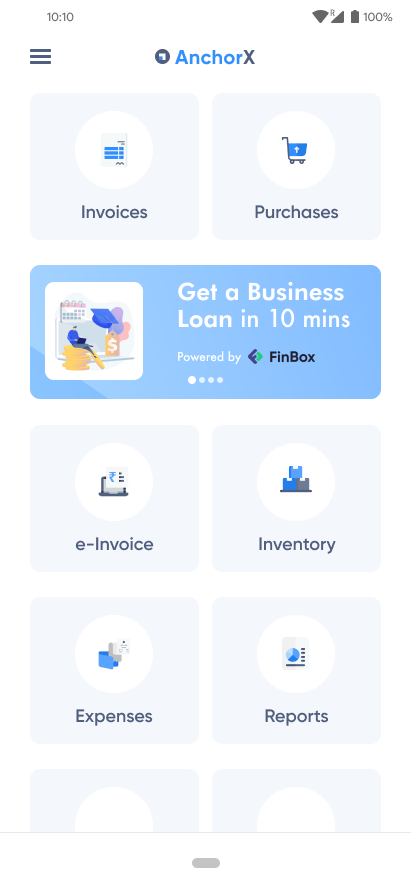 10:10
R
100%
AnchorX
Invoices
Purchases
Get a Business
Loan in 10 mins
Powered by FinBox
$
₹
e-Invoice
Inventory
Expenses
Reports